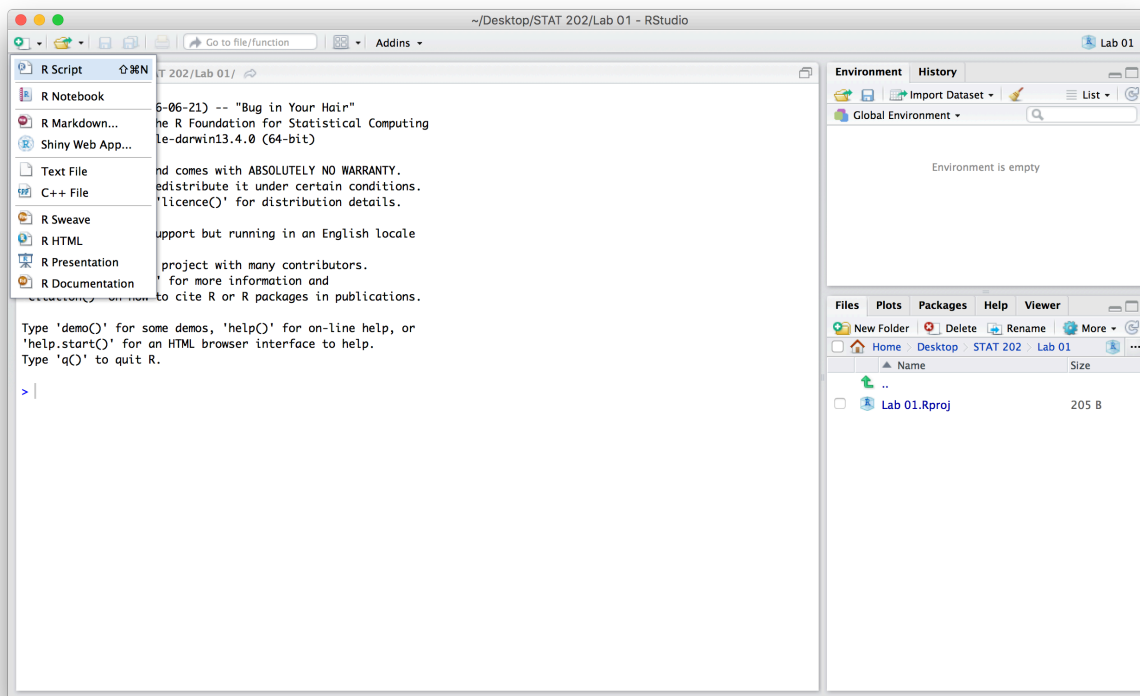 ~/Desktop/STAT 202/Lab 01 - RStudio
Go to file/function
Addins
Lab 01
R Script ⇧⌘N
R Notebook
R Markdown...
Shiny Web App...
Text File
C++ File
R Sweave
R HTML
R Presentation
R Documentation
T 202/Lab 01/
6-06-21) -- "Bug in Your Hair"
he R Foundation for Statistical Computing
le-darwin13.4.0 (64-bit)
nd comes with ABSOLUTELY NO WARRANTY.
edistribute it under certain conditions.
'licence()' for distribution details.
upport but running in an English locale
project with many contributors.
' for more information and
to cite R or R packages in publications.
Type 'demo()' for some demos, 'help()' for on-line help, or
'help.start()' for an HTML browser interface to help.
Type 'q()' to quit R.
>
Environment History
Import Dataset List
Global Environment
Environment is empty
Files Plots Packages Help Viewer
New Folder Delete Rename More
Home Desktop STAT 202 Lab 01 ...
Name Size
..
Lab 01.Rproj 205 B